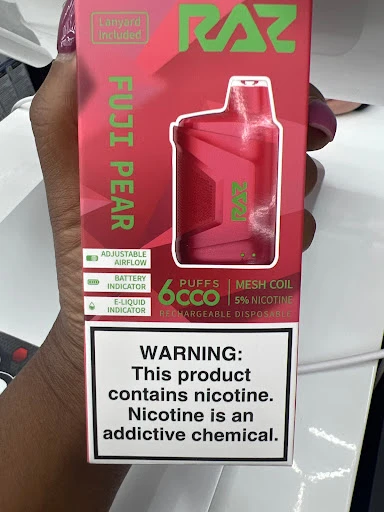 Lanyard
included
RAZ
FUJI PEAR
RAZ
ADJUSTABLE
AIRFLOW
BATTERY
INDICATOR
E-LIQUID
INDICATOR
6000 PUFFS
MESH COIL
5% NICOTINE
RECHARGEABLE DISPOSABLE
WARNING:
This product
contains nicotine.
Nicotine is an
addictive chemical.